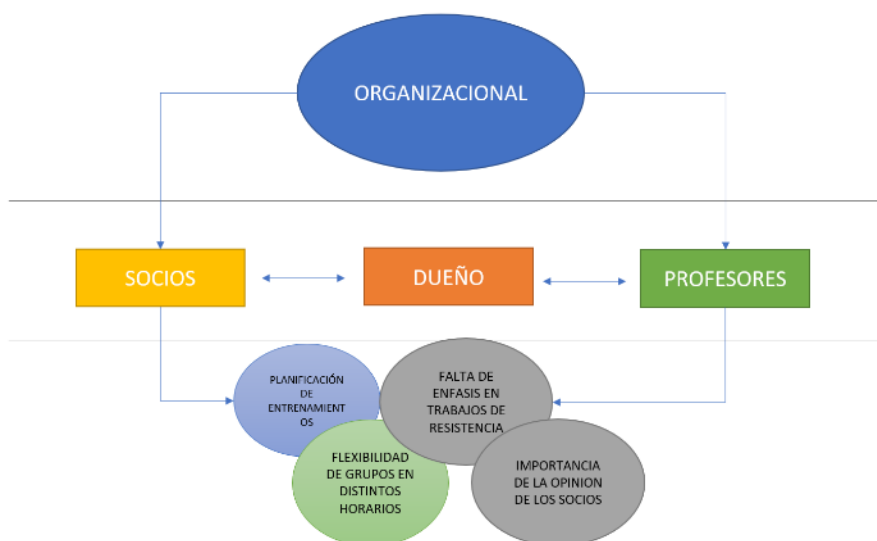 ORGANIZACIONAL
SOCIOS
DUEÑO
PROFESORES
PLANIFICACIÓN
DE
ENTRENAMIENT
OS
FALTA DE
ENFASIS EN
TRABAJOS DE
RESISTENCIA
FLEXIBILIDAD
DE GRUPOS EN
DISTINTOS
HORARIOS
IMPORTANCIA
DE LA OPINION
DE LOS SOCIOS